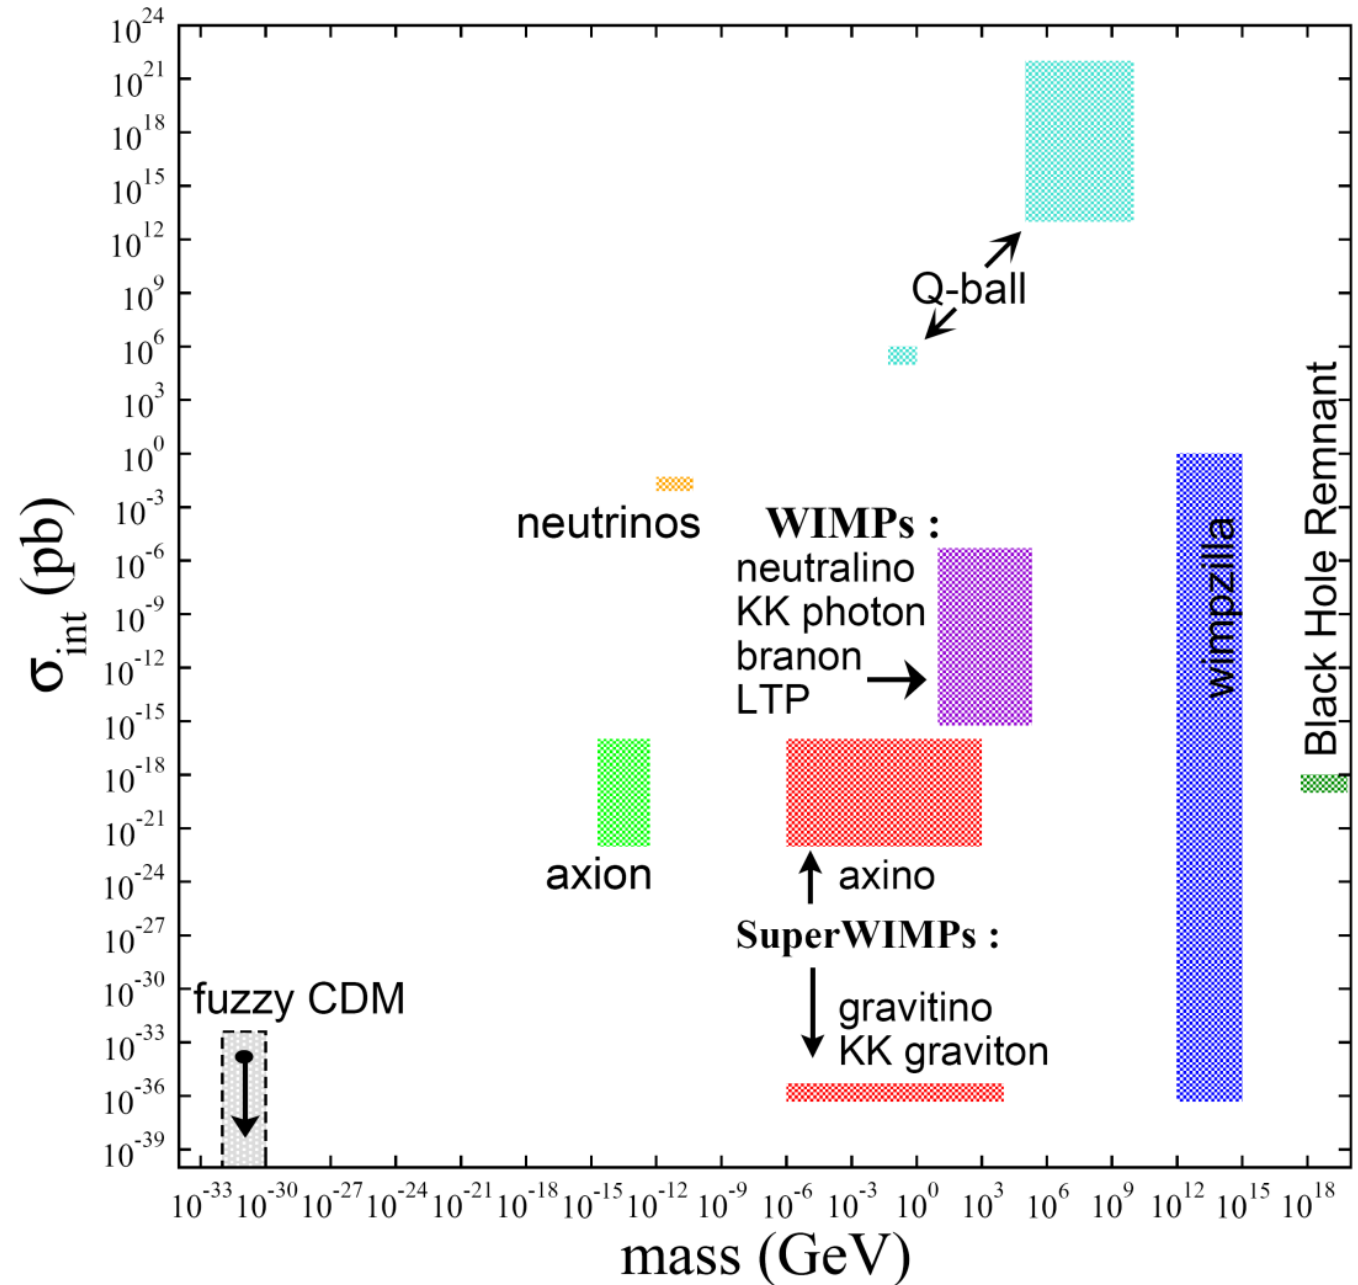 10^24
10^21
10^18
10^15
10^12
10^9
10^6
10^3
10^0
10^-3
10^-6
10^-9
10^-12
10^-15
10^-18
10^-21
10^-24
10^-27
10^-30
10^-33
10^-36
10^-39
σ_int (pb)
Q-ball
neutrinos
WIMPs :
neutralino
KK photon
branon
LTP
wimpzilla
Black Hole Remnant
axion
axino
SuperWIMPs :
gravitino
KK graviton
fuzzy CDM
10^-33 10^-30 10^-27 10^-24 10^-21 10^-18 10^-15 10^-12 10^-9 10^-6 10^-3 10^0 10^3 10^6 10^9 10^12 10^15 10^18
mass (GeV)